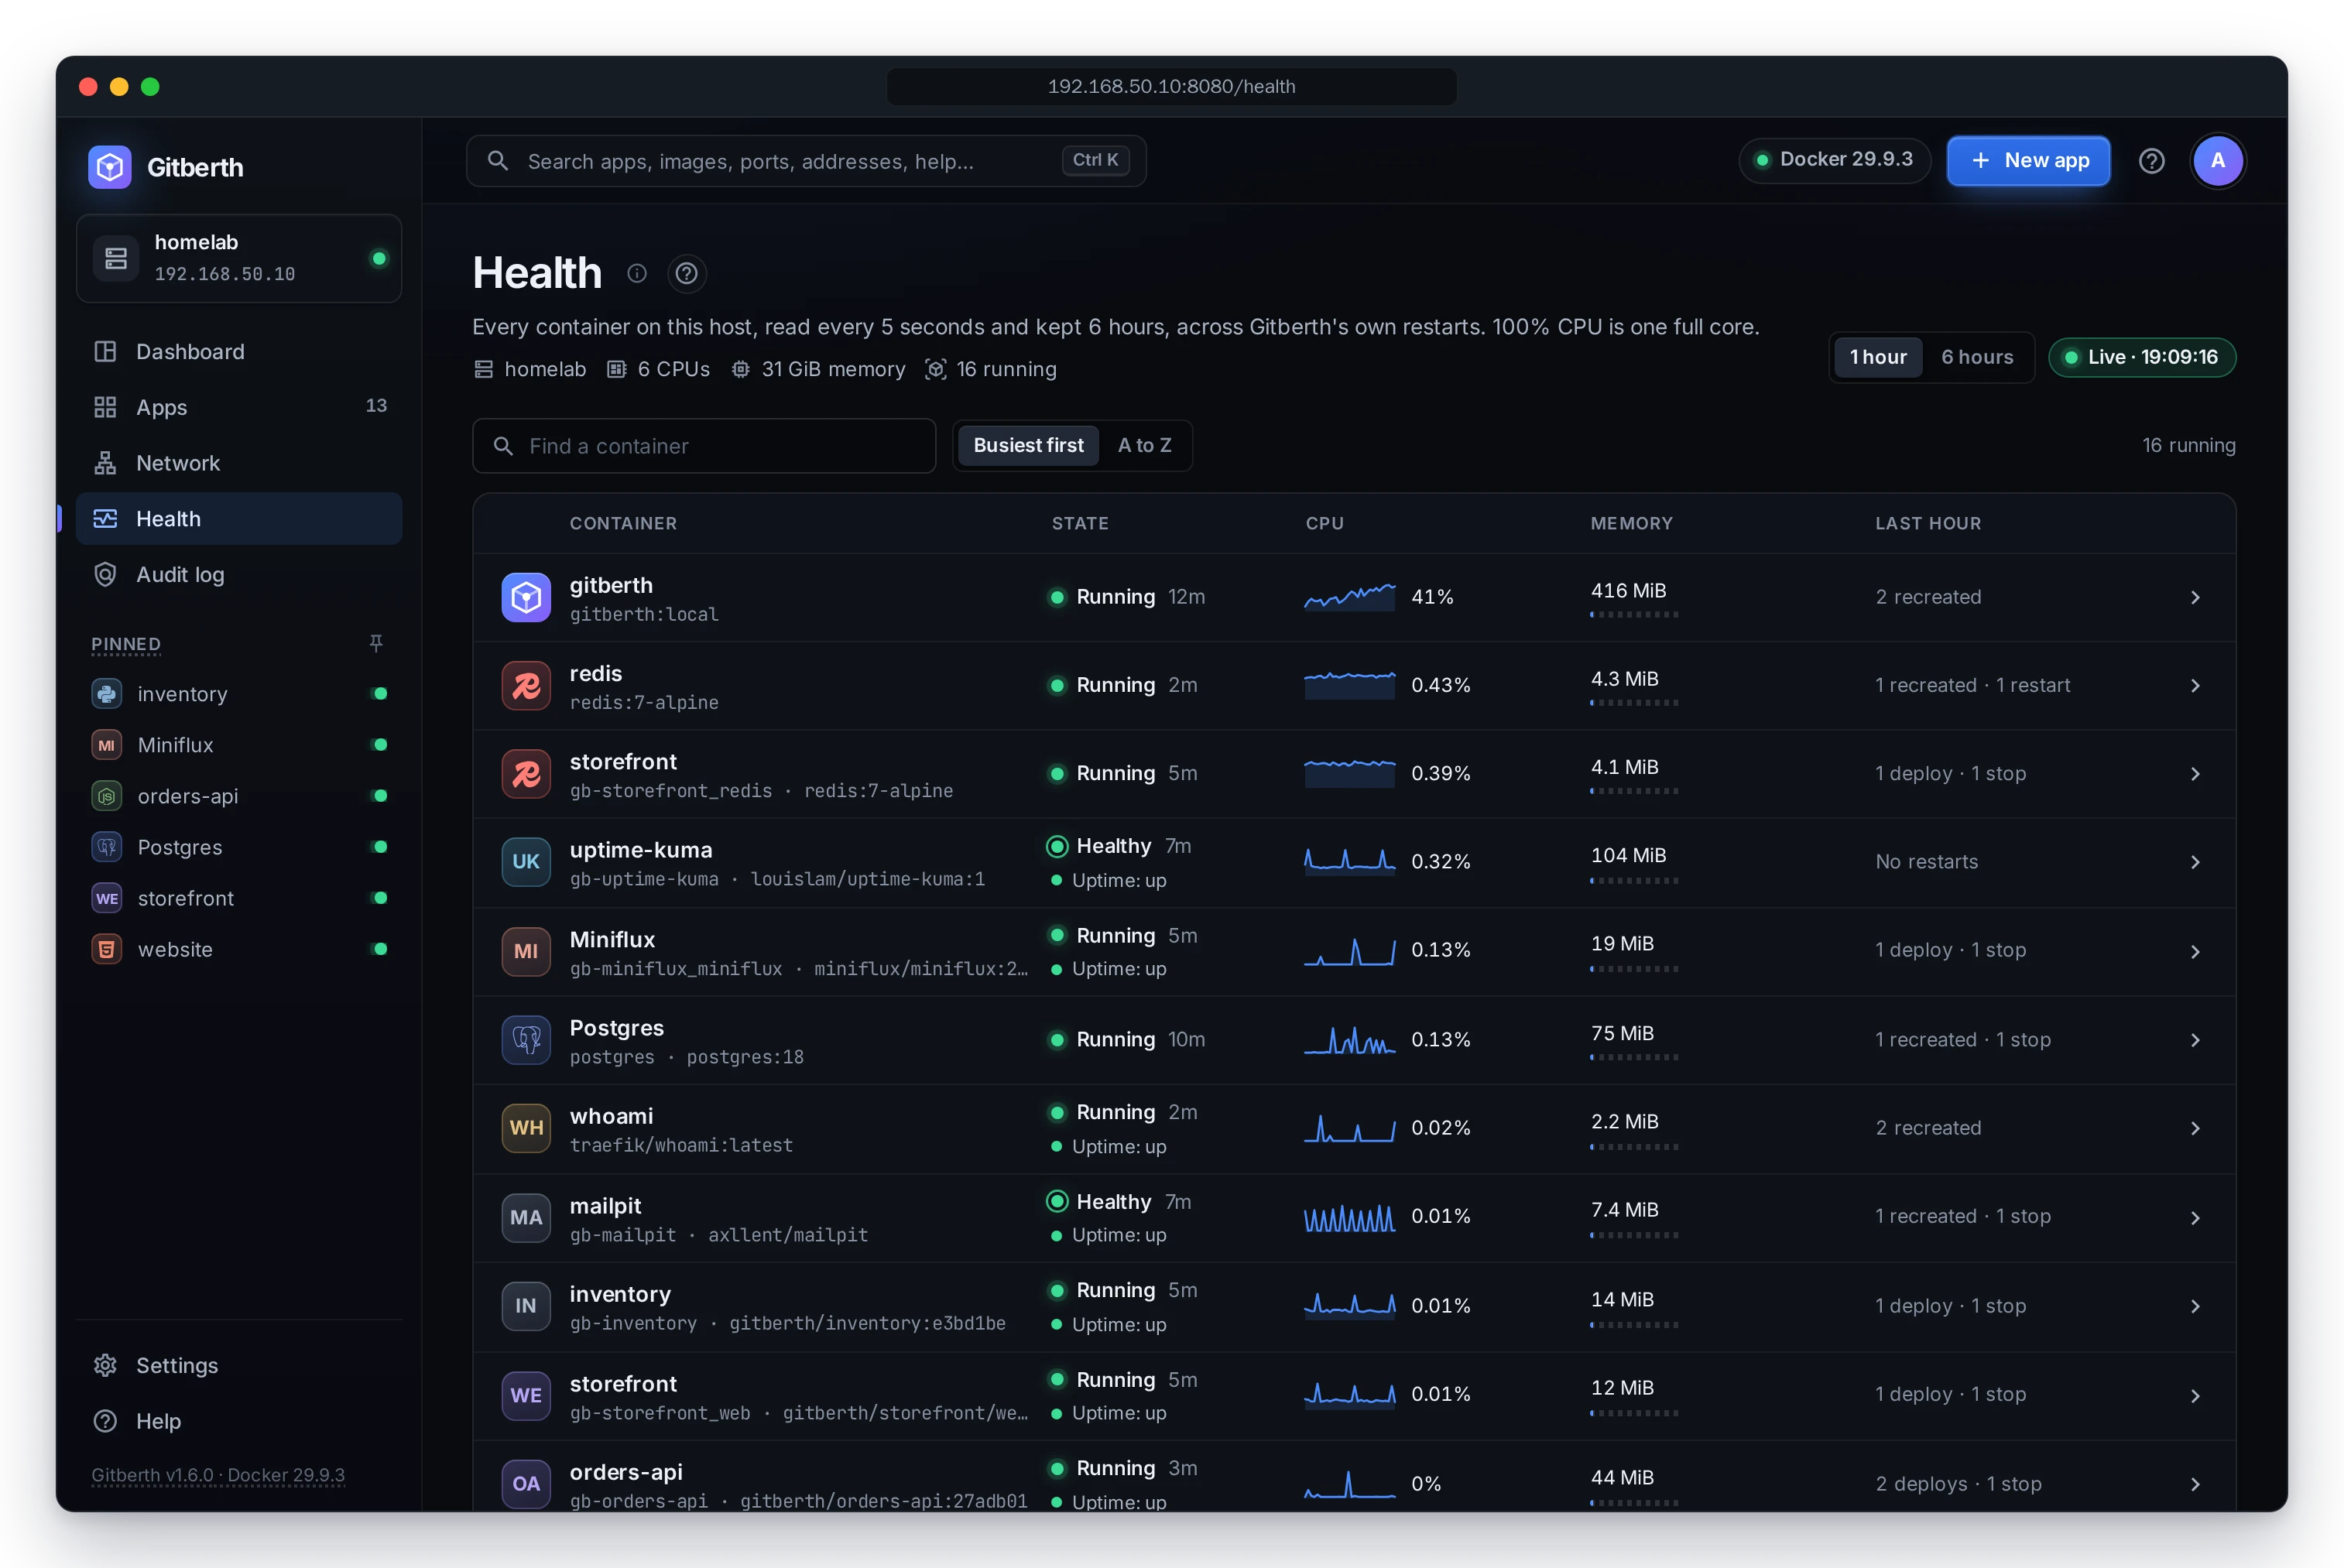 192.168.50.10:8080/health
Gitberth
Search apps, images, ports, addresses, help...
Ctrl K
Docker 29.9.3
New app
A
homelab
192.168.50.10
Dashboard
Apps 13
Network
Health
Audit log
PINNED
inventory
MI Miniflux
orders-api
Postgres
WE storefront
website
Settings
Help
Gitberth v1.6.0 · Docker 29.9.3
Health
Every container on this host, read every 5 seconds and kept 6 hours, across Gitberth's own restarts. 100% CPU is one full core.
homelab 6 CPUs 31 GiB memory 16 running
1 hour 6 hours
Live · 19:09:16
Find a container
Busiest first A to Z
16 running
CONTAINER STATE CPU MEMORY LAST HOUR
gitberth
gitberth:local
Running 12m
41%
416 MiB
2 recreated
redis
redis:7-alpine
Running 2m
0.43%
4.3 MiB
1 recreated · 1 restart
storefront
gb-storefront_redis · redis:7-alpine
Running 5m
0.39%
4.1 MiB
1 deploy · 1 stop
UK
uptime-kuma
gb-uptime-kuma · louislam/uptime-kuma:1
Healthy 7m
Uptime: up
0.32%
104 MiB
No restarts
MI
Miniflux
gb-miniflux_miniflux · miniflux/miniflux:2…
Running 5m
Uptime: up
0.13%
19 MiB
1 deploy · 1 stop
Postgres
postgres · postgres:18
Running 10m
0.13%
75 MiB
1 recreated · 1 stop
WH
whoami
traefik/whoami:latest
Running 2m
Uptime: up
0.02%
2.2 MiB
2 recreated
MA
mailpit
gb-mailpit · axllent/mailpit
Healthy 7m
Uptime: up
0.01%
7.4 MiB
1 recreated · 1 stop
IN
inventory
gb-inventory · gitberth/inventory:e3bd1be
Running 5m
Uptime: up
0.01%
14 MiB
1 deploy · 1 stop
WE
storefront
gb-storefront_web · gitberth/storefront/we…
Running 5m
Uptime: up
0.01%
12 MiB
1 deploy · 1 stop
OA
orders-api
gb-orders-api · gitberth/orders-api:27adb01
Running 3m
Uptime: up
0%
44 MiB
2 deploys · 1 stop